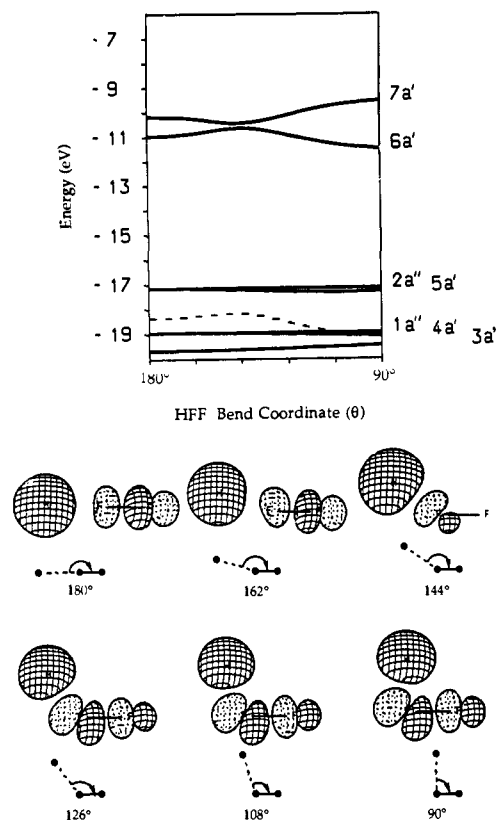 - 7
- 9
7a'
- 11
6a'
- 13
- 15
- 17
2a'' 5a'
1a'' 4a' 3a'
- 19
180°
90°
Energy (eV)
HFF Bend Coordinate (θ)
F
180°
162°
144°
126°
108°
90°